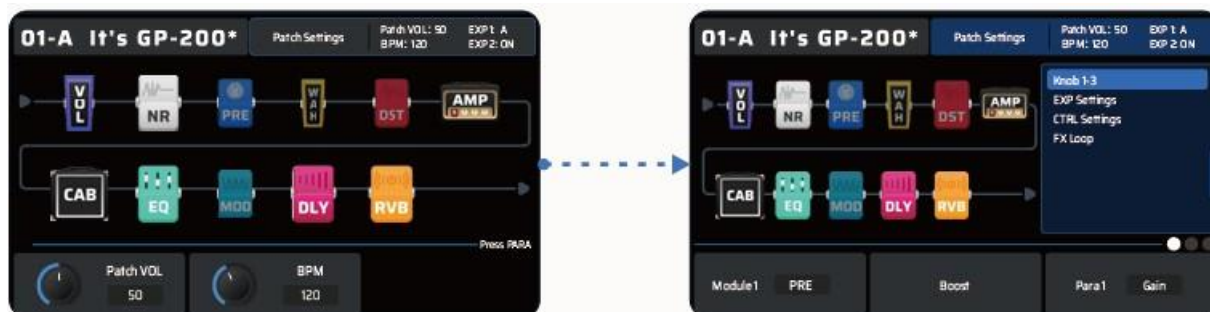 01-A It's GP-200*
Patch Settings
Patch VOL: 50 EXP 1: A
BPM: 120 EXP 2: ON
VOL
NR
PRE
WAH
DST
AMP
CAB
EQ
MOD
DLY
RVB
Press PARA
Patch VOL
50
BPM
120
01-A It's GP-200*
Patch Settings
Patch VOL: 50 EXP 1: A
BPM: 120 EXP 2: ON
VOL
NR
PRE
WAH
DST
AMP
Knob 1-3
EXP Settings
CTRL Settings
FX Loop
CAB
EQ
MOD
DLY
RVB
Module1 PRE
Boost
Para1 Gain